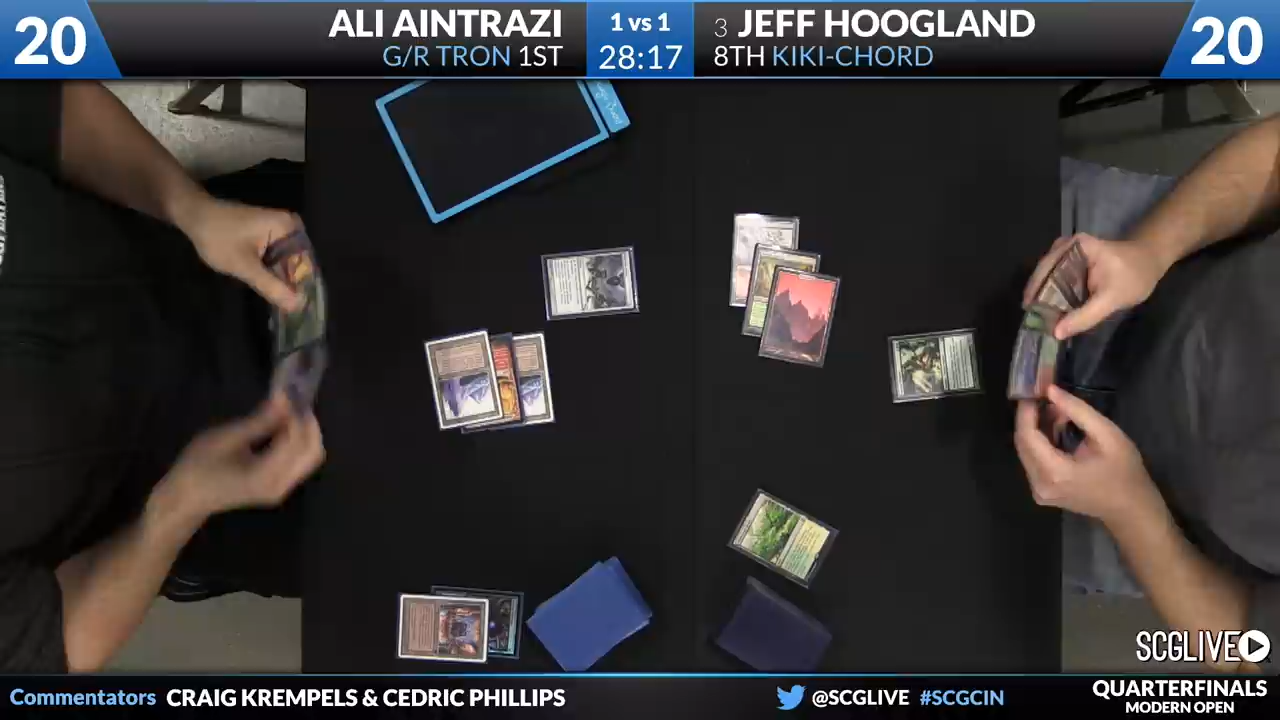 20
ALI AINTRAZI
G/R TRON 1ST
1 vs 1
28:17
3 JEFF HOOGLAND
8TH KIKI-CHORD
20
SCGLIVE
Commentators CRAIG KREMPELS & CEDRIC PHILLIPS
@SCGLIVE #SCGCIN
QUARTERFINALS
MODERN OPEN